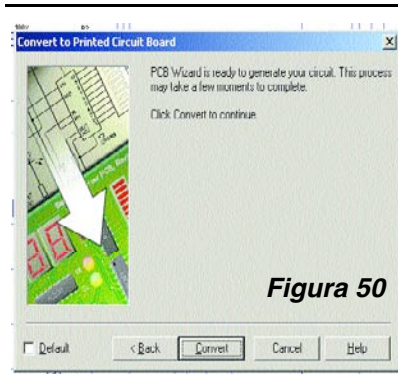 Convert to Printed Circuit Board
PCB Wizard is ready to generate your circuit. This process
may take a few moments to complete.
Click Convert to continue.
Figura 50
Default
< Back
Convert
Cancel
Help